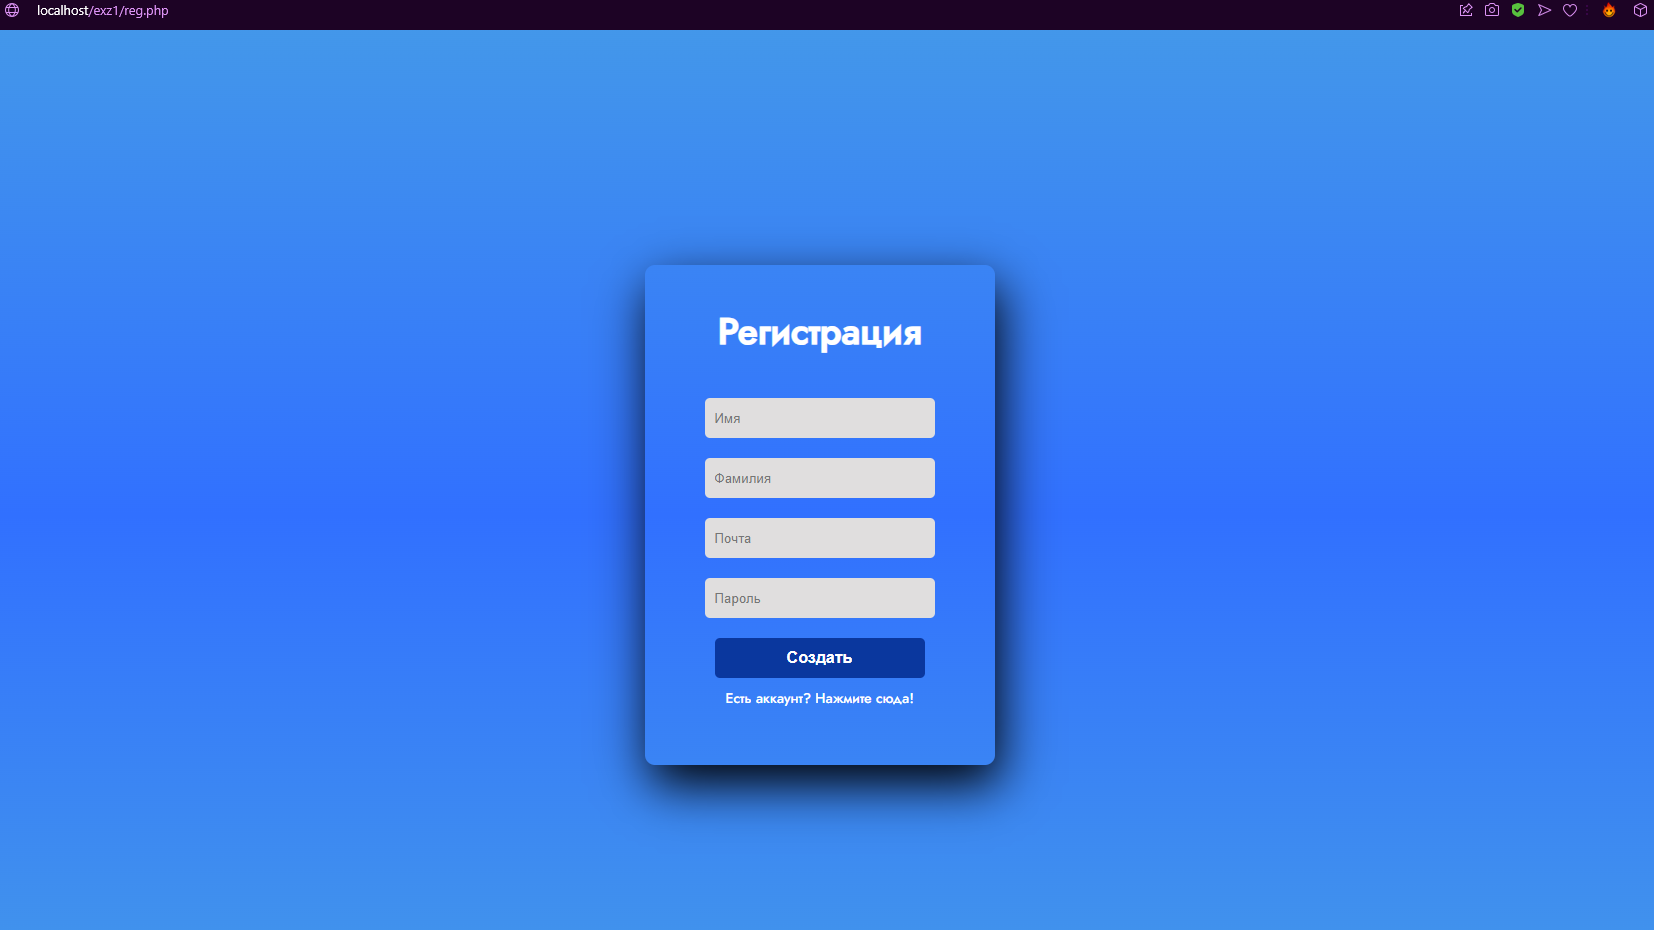 localhost/exz1/reg.php
Регистрация
Имя
Фамилия
Почта
Пароль
Создать
Есть аккаунт? Нажмите сюда!